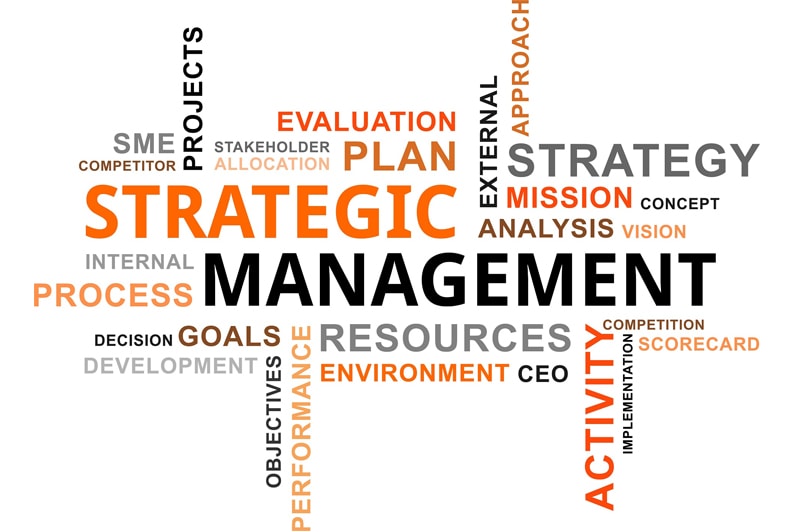 PROJECTS
APPROACH
EVALUATION
EXTERNAL
SME
STAKEHOLDER
PLAN
STRATEGY
COMPETITOR
ALLOCATION
STRATEGIC
MISSION
CONCEPT
ANALYSIS
VISION
INTERNAL
MANAGEMENT
PROCESS
DECISION
GOALS
RESOURCES
COMPETITION
SCORECARD
DEVELOPMENT
ENVIRONMENT
CEO
OBJECTIVES
PERFORMANCE
ACTIVITY
IMPLEMENTATION